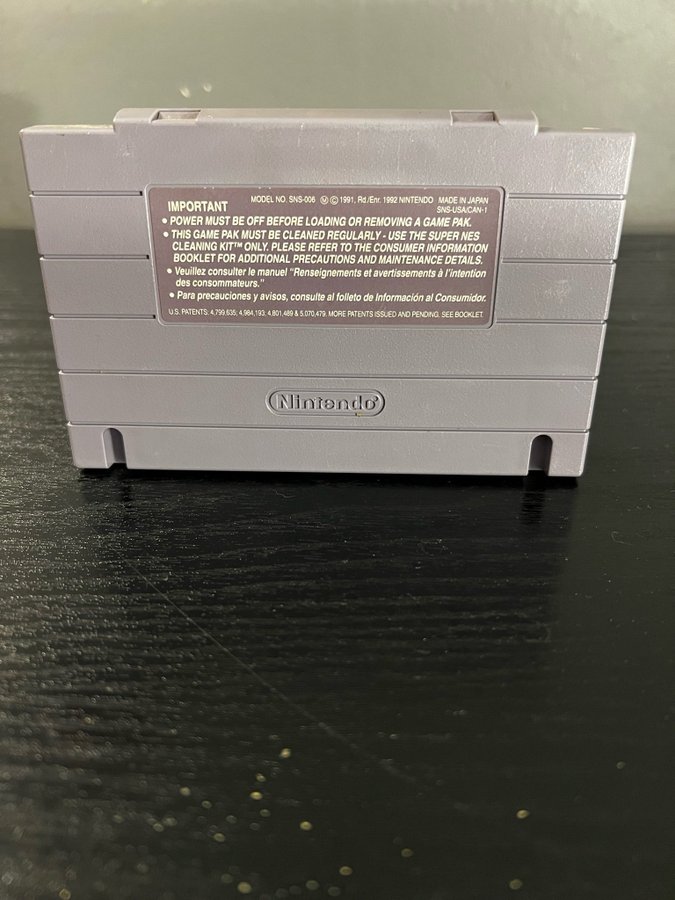 IMPORTANT
MODEL NO. SNS-006 Ⓜ © 1991, Rd./Enr. 1992 NINTENDO MADE IN JAPAN
SNS-USA/CAN-1
• POWER MUST BE OFF BEFORE LOADING OR REMOVING A GAME PAK.
• THIS GAME PAK MUST BE CLEANED REGULARLY - USE THE SUPER NES
CLEANING KIT™ ONLY. PLEASE REFER TO THE CONSUMER INFORMATION
BOOKLET FOR ADDITIONAL PRECAUTIONS AND MAINTENANCE DETAILS.
• Veuillez consulter le manuel "Renseignements et avertissements à l'intention
des consommateurs."
• Para precauciones y avisos, consulte al folleto de Información al Consumidor.
U.S. PATENTS: 4,799,635; 4,984,193; 4,801,489 & 5,070,479. MORE PATENTS ISSUED AND PENDING, SEE BOOKLET.
Nintendo®